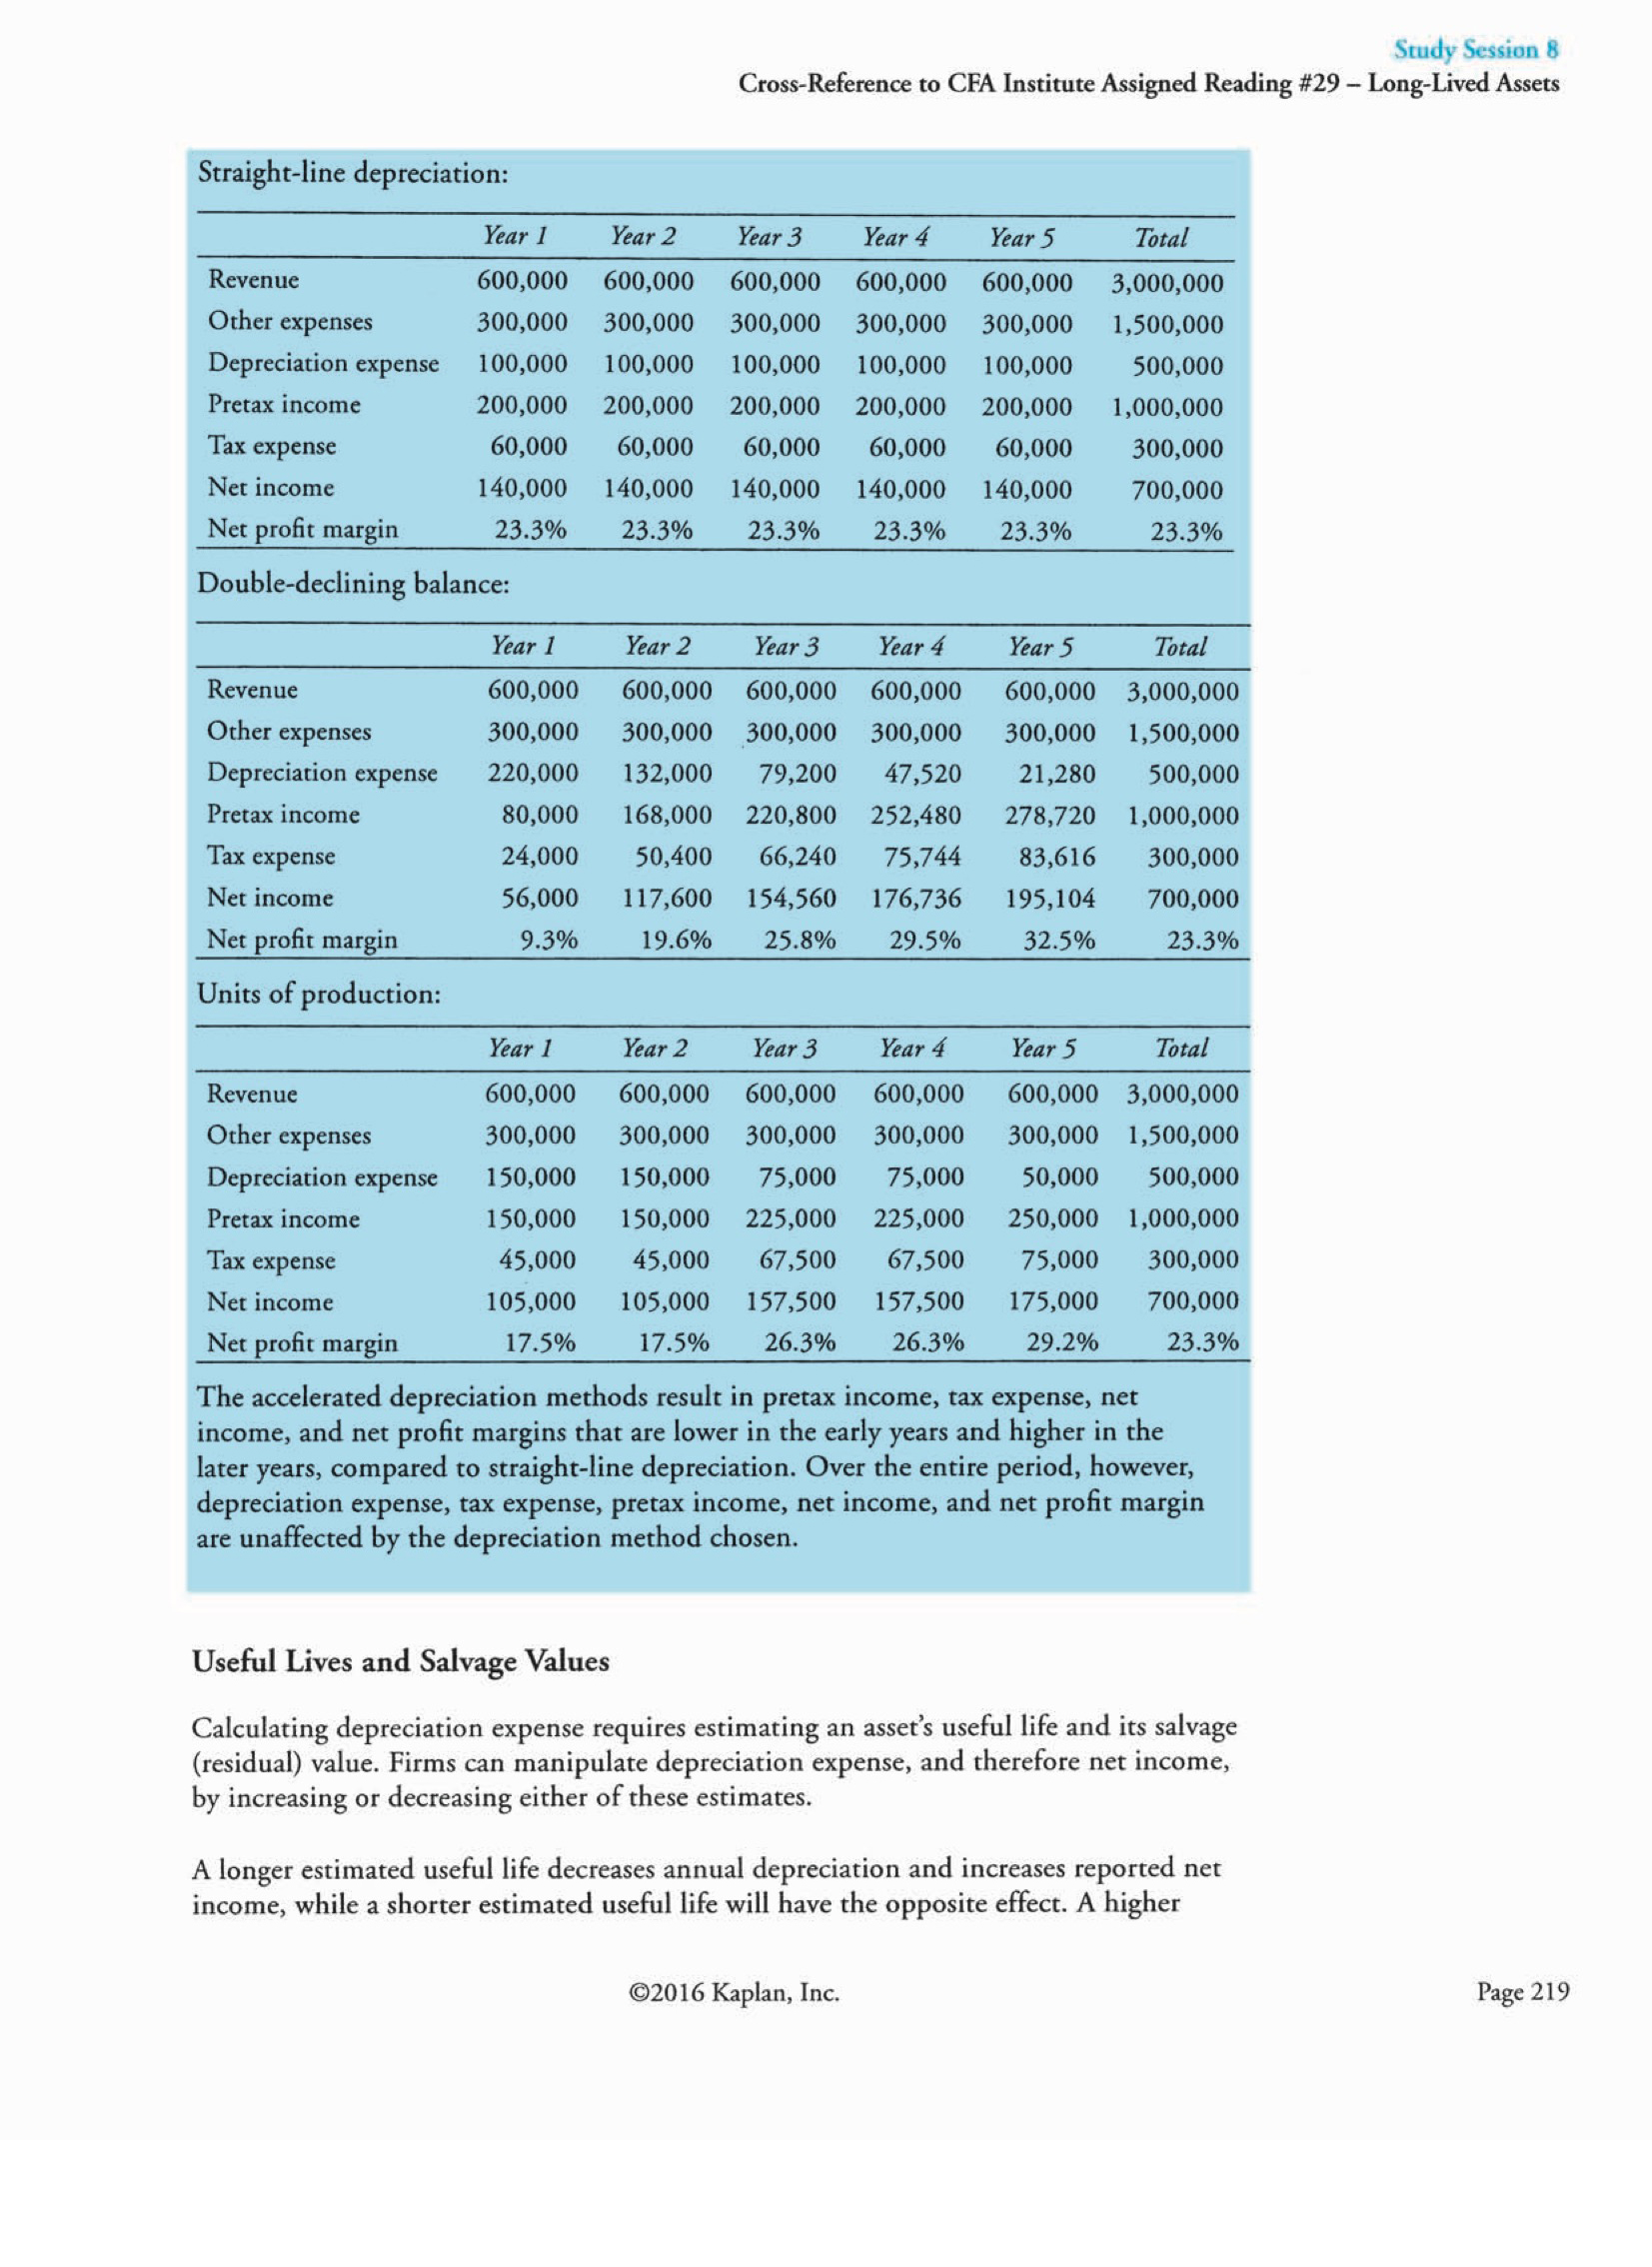 Study Session 8
Cross-Reference to CFA Institute Assigned Reading #29 – Long-Lived Assets
Straight-line depreciation:
Year 1 Year 2 Year 3 Year 4 Year 5 Total
Revenue 600,000 600,000 600,000 600,000 600,000 3,000,000
Other expenses 300,000 300,000 300,000 300,000 300,000 1,500,000
Depreciation expense 100,000 100,000 100,000 100,000 100,000 500,000
Pretax income 200,000 200,000 200,000 200,000 200,000 1,000,000
Tax expense 60,000 60,000 60,000 60,000 60,000 300,000
Net income 140,000 140,000 140,000 140,000 140,000 700,000
Net profit margin 23.3% 23.3% 23.3% 23.3% 23.3% 23.3%
Double-declining balance:
Year 1 Year 2 Year 3 Year 4 Year 5 Total
Revenue 600,000 600,000 600,000 600,000 600,000 3,000,000
Other expenses 300,000 300,000 300,000 300,000 300,000 1,500,000
Depreciation expense 220,000 132,000 79,200 47,520 21,280 500,000
Pretax income 80,000 168,000 220,800 252,480 278,720 1,000,000
Tax expense 24,000 50,400 66,240 75,744 83,616 300,000
Net income 56,000 117,600 154,560 176,736 195,104 700,000
Net profit margin 9.3% 19.6% 25.8% 29.5% 32.5% 23.3%
Units of production:
Year 1 Year 2 Year 3 Year 4 Year 5 Total
Revenue 600,000 600,000 600,000 600,000 600,000 3,000,000
Other expenses 300,000 300,000 300,000 300,000 300,000 1,500,000
Depreciation expense 150,000 150,000 75,000 75,000 50,000 500,000
Pretax income 150,000 150,000 225,000 225,000 250,000 1,000,000
Tax expense 45,000 45,000 67,500 67,500 75,000 300,000
Net income 105,000 105,000 157,500 157,500 175,000 700,000
Net profit margin 17.5% 17.5% 26.3% 26.3% 29.2% 23.3%
The accelerated depreciation methods result in pretax income, tax expense, net
income, and net profit margins that are lower in the early years and higher in the
later years, compared to straight-line depreciation. Over the entire period, however,
depreciation expense, tax expense, pretax income, net income, and net profit margin
are unaffected by the depreciation method chosen.
Useful Lives and Salvage Values
Calculating depreciation expense requires estimating an asset's useful life and its salvage
(residual) value. Firms can manipulate depreciation expense, and therefore net income,
by increasing or decreasing either of these estimates.
A longer estimated useful life decreases annual depreciation and increases reported net
income, while a shorter estimated useful life will have the opposite effect. A higher
©2016 Kaplan, Inc.
Page 219